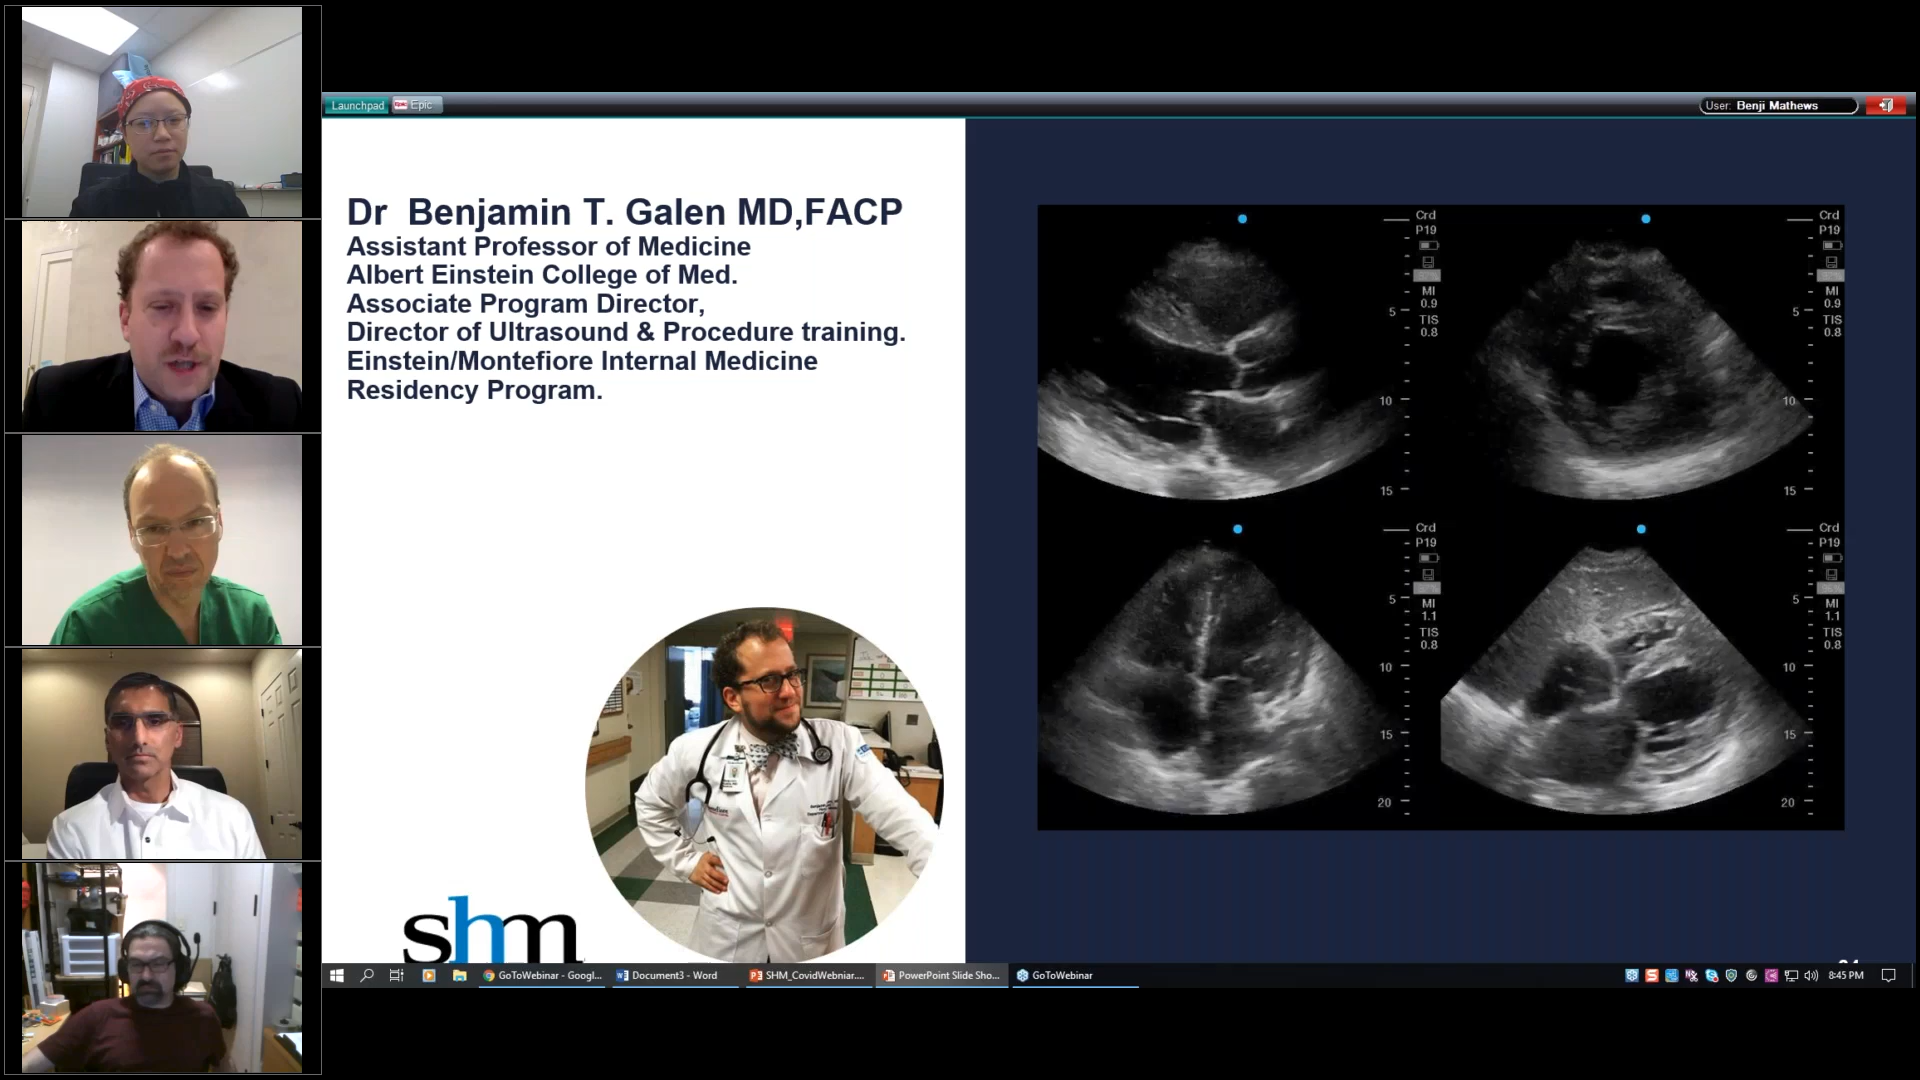 Launchpad Epic Epic
User: Benji Mathews
Dr Benjamin T. Galen MD,FACP
Assistant Professor of Medicine
Albert Einstein College of Med.
Associate Program Director,
Director of Ultrasound & Procedure training.
Einstein/Montefiore Internal Medicine
Residency Program.
shm
Crd
P19
MI
0.9
TIS
0.8
5
10
15
Crd
P19
MI
0.9
TIS
0.8
5
10
15
Crd
P19
MI
1.1
TIS
0.8
5
10
15
20
Crd
P19
MI
1.1
TIS
0.8
5
10
15
20
GoToWebinar - Googl...
Document3 - Word
SHM_CovidWebniar....
PowerPoint Slide Sho...
GoToWebinar
8:45 PM